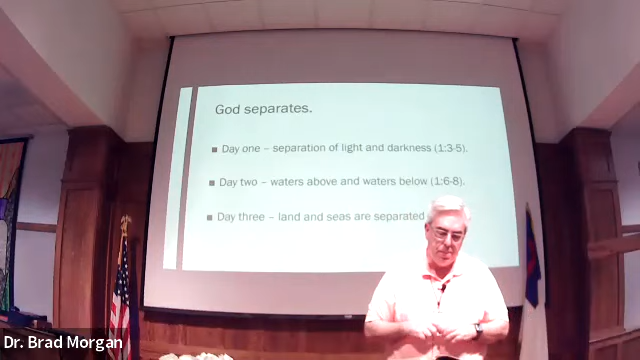 God separates.
Day one – separation of light and darkness (1:3-5).
Day two – waters above and waters below (1:6-8).
Day three – land and seas are separated
Dr. Brad Morgan